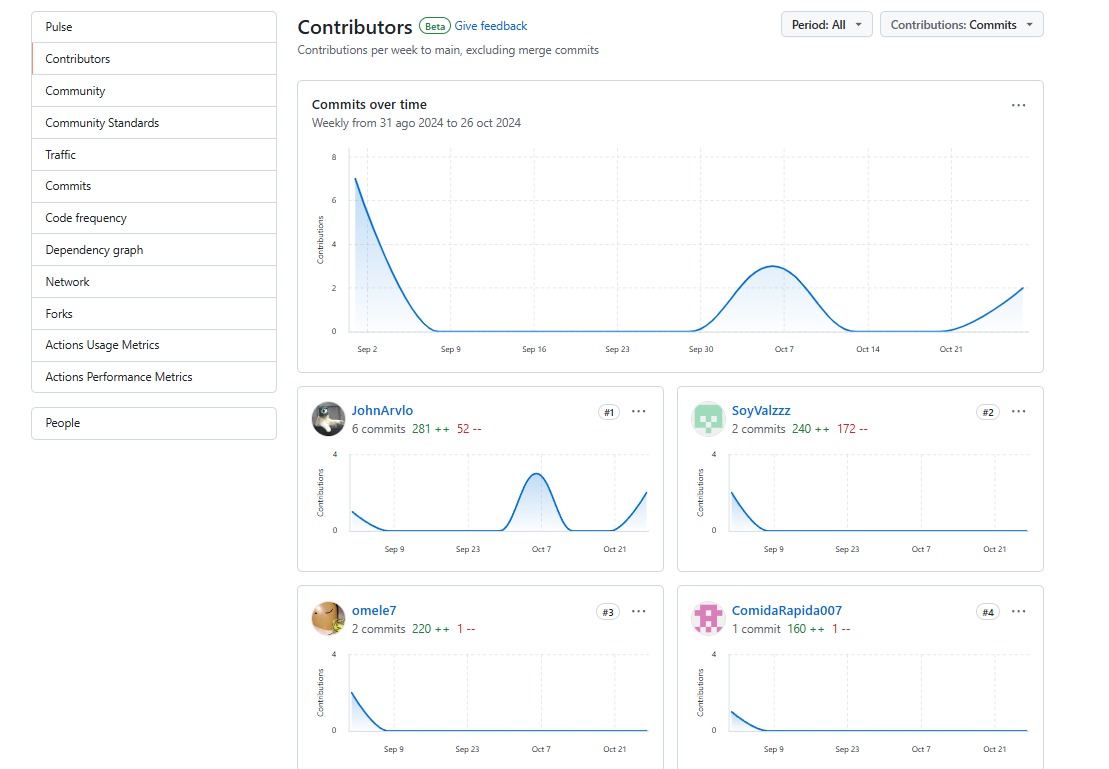 Pulse
Contributors
Community
Community Standards
Traffic
Commits
Code frequency
Dependency graph
Network
Forks
Actions Usage Metrics
Actions Performance Metrics
People
Contributors Beta Give feedback
Period: All
Contributions: Commits
Contributions per week to main, excluding merge commits
Commits over time
Weekly from 31 ago 2024 to 26 oct 2024
Contributions
8
6
4
2
0
Sep 2 Sep 9 Sep 16 Sep 23 Sep 30 Oct 7 Oct 14 Oct 21
JohnArvlo #1
6 commits 281 ++ 52 --
Contributions
4
0
Sep 9 Sep 23 Oct 7 Oct 21
SoyValzzz #2
2 commits 240 ++ 172 --
Contributions
4
0
Sep 9 Sep 23 Oct 7 Oct 21
omele7 #3
2 commits 220 ++ 1 --
Contributions
4
0
Sep 9 Sep 23 Oct 7 Oct 21
ComidaRapida007 #4
1 commit 160 ++ 1 --
Contributions
4
0
Sep 9 Sep 23 Oct 7 Oct 21